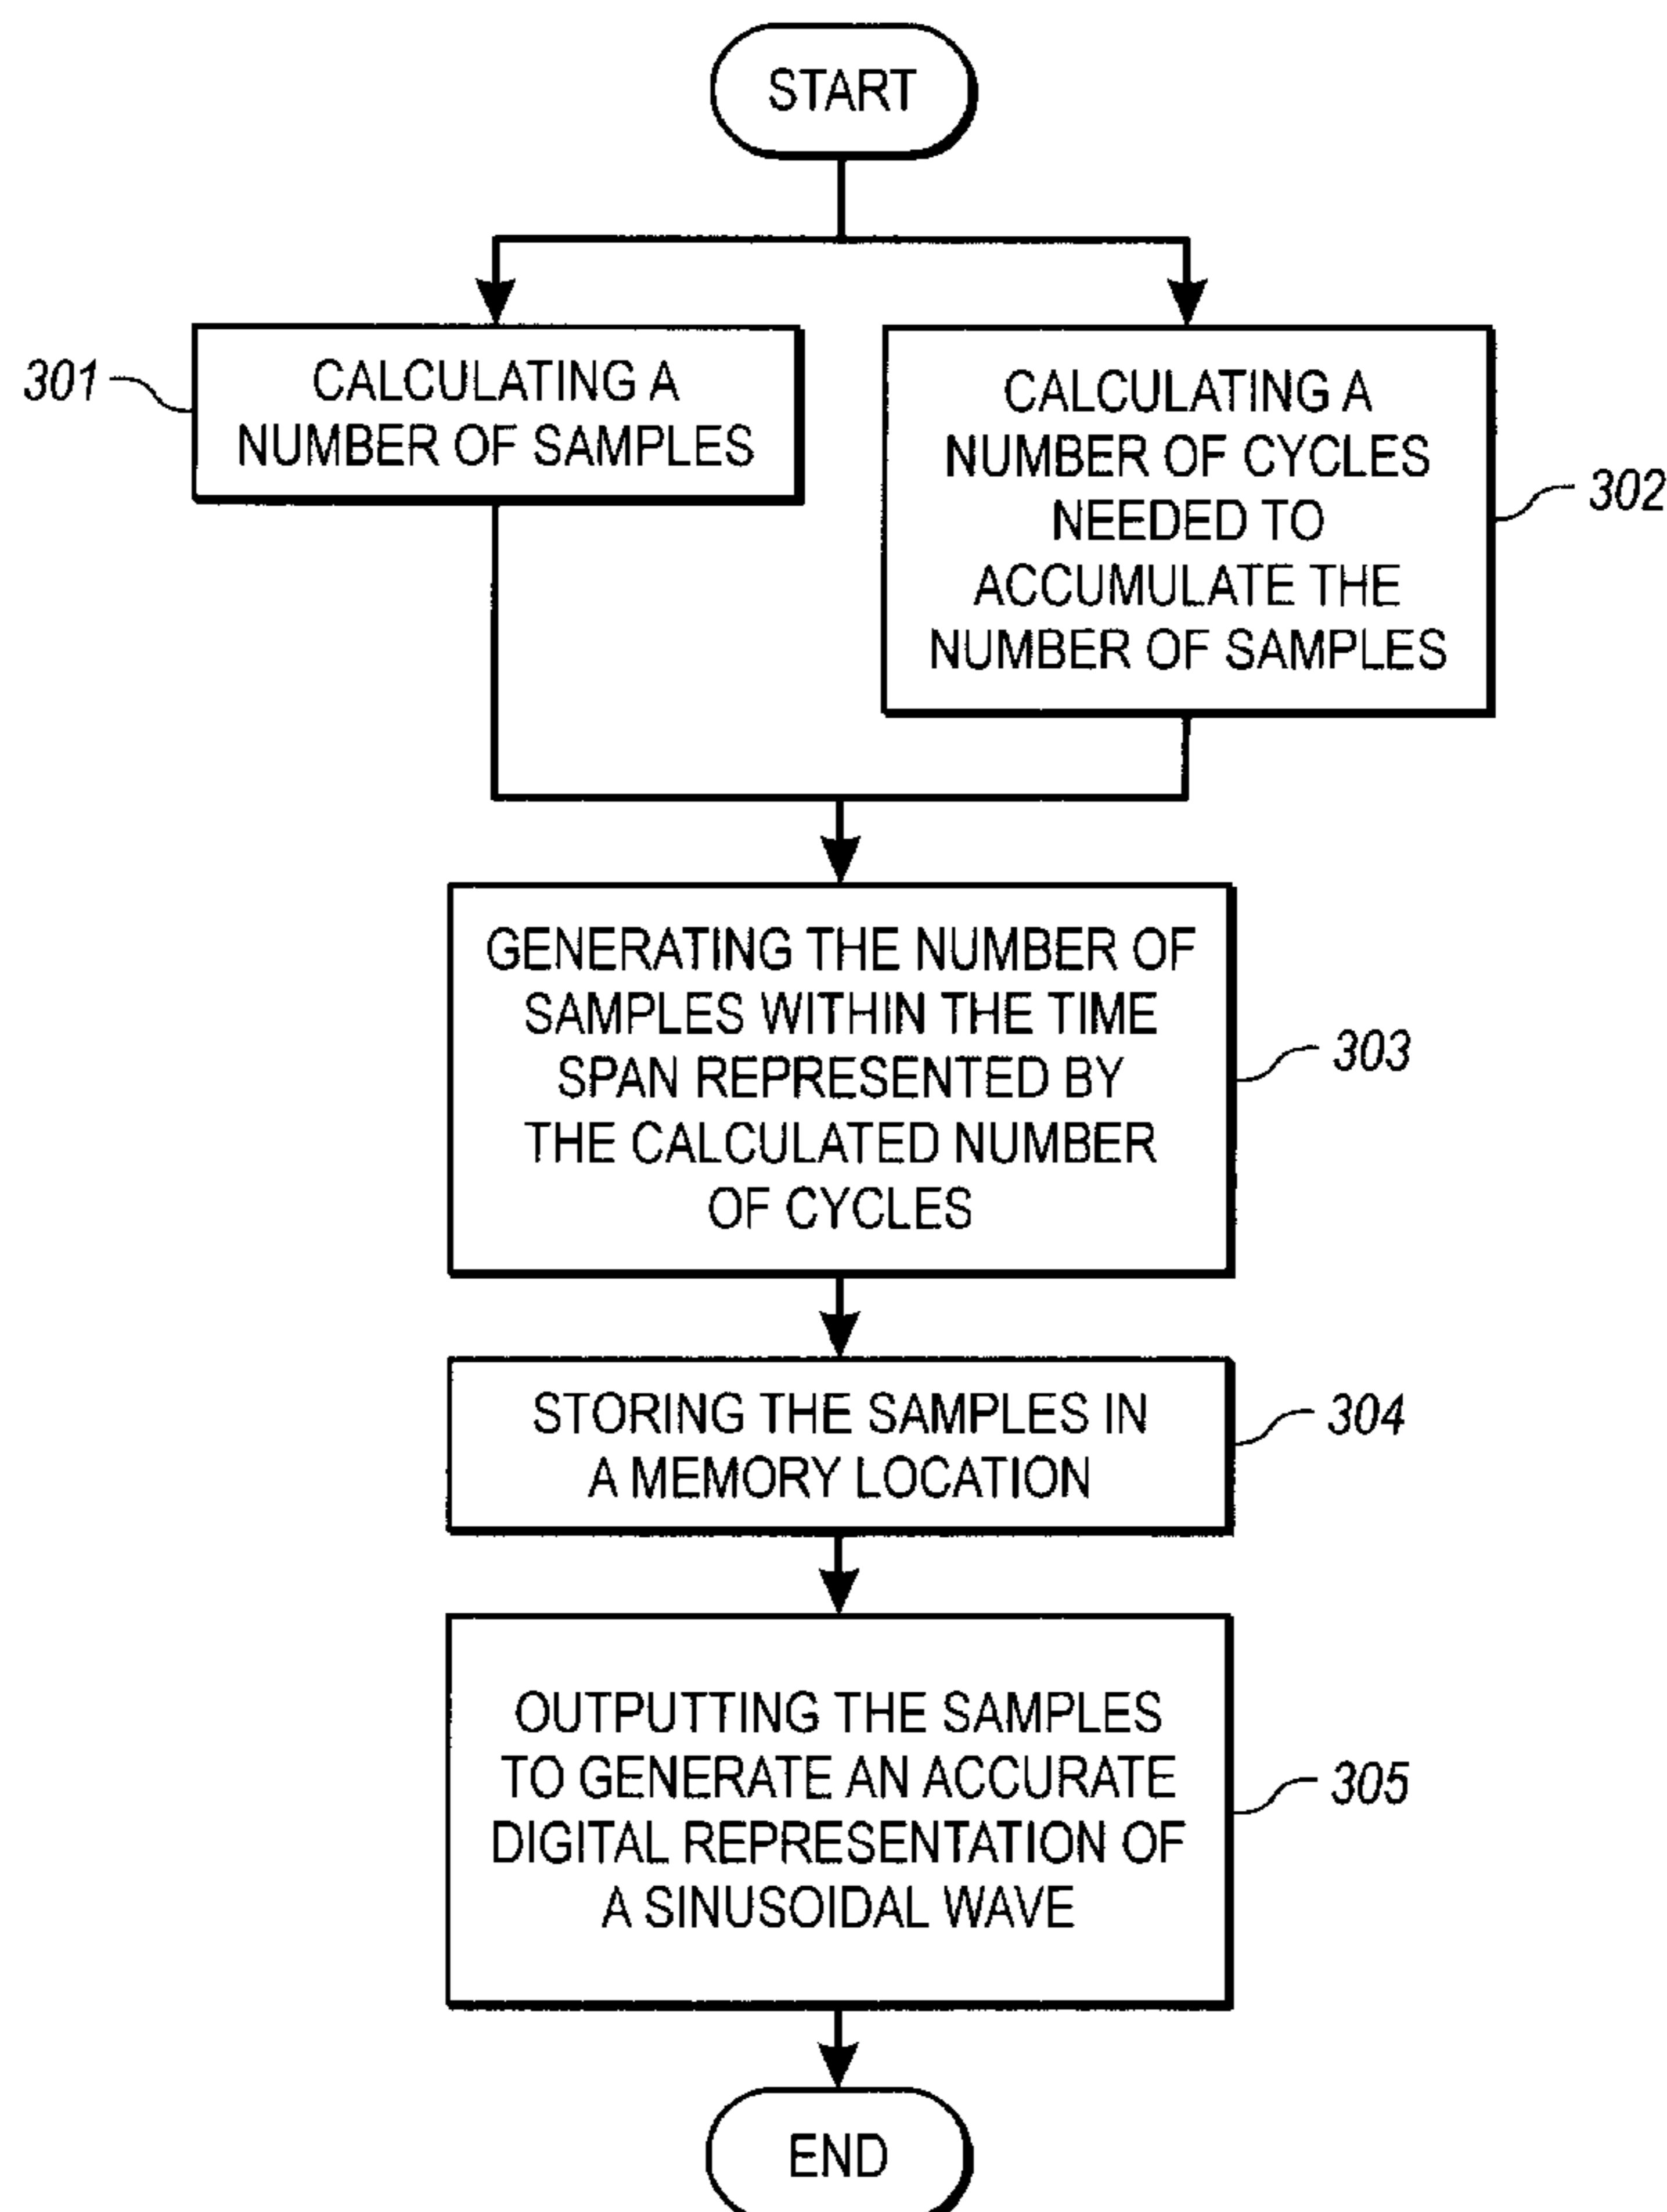 START
301
CALCULATING A
NUMBER OF SAMPLES
CALCULATING A
NUMBER OF CYCLES
NEEDED TO
ACCUMULATE THE
NUMBER OF SAMPLES
302
GENERATING THE NUMBER OF
SAMPLES WITHIN THE TIME
SPAN REPRESENTED BY
THE CALCULATED NUMBER
OF CYCLES
303
STORING THE SAMPLES IN
A MEMORY LOCATION
304
OUTPUTTING THE SAMPLES
TO GENERATE AN ACCURATE
DIGITAL REPRESENTATION OF
A SINUSOIDAL WAVE
305
END